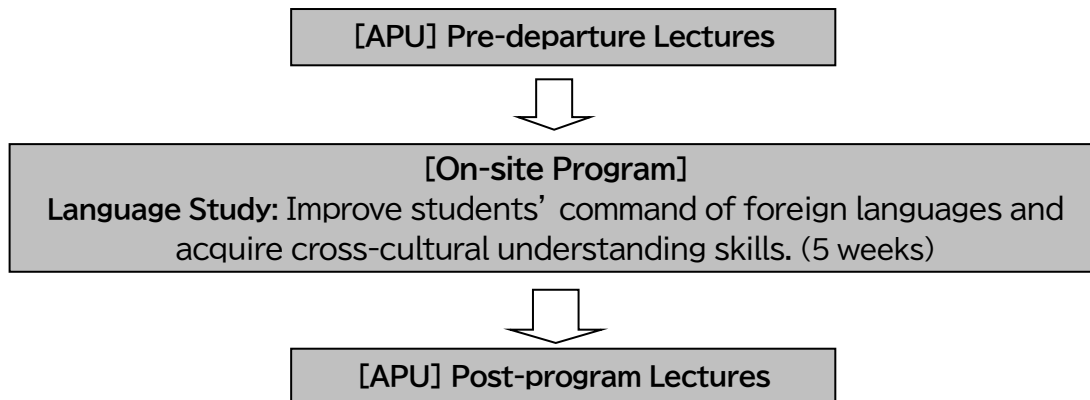 [APU] Pre-departure Lectures
[On-site Program]
Language Study: Improve students’ command of foreign languages and
acquire cross-cultural understanding skills. (5 weeks)
[APU] Post-program Lectures